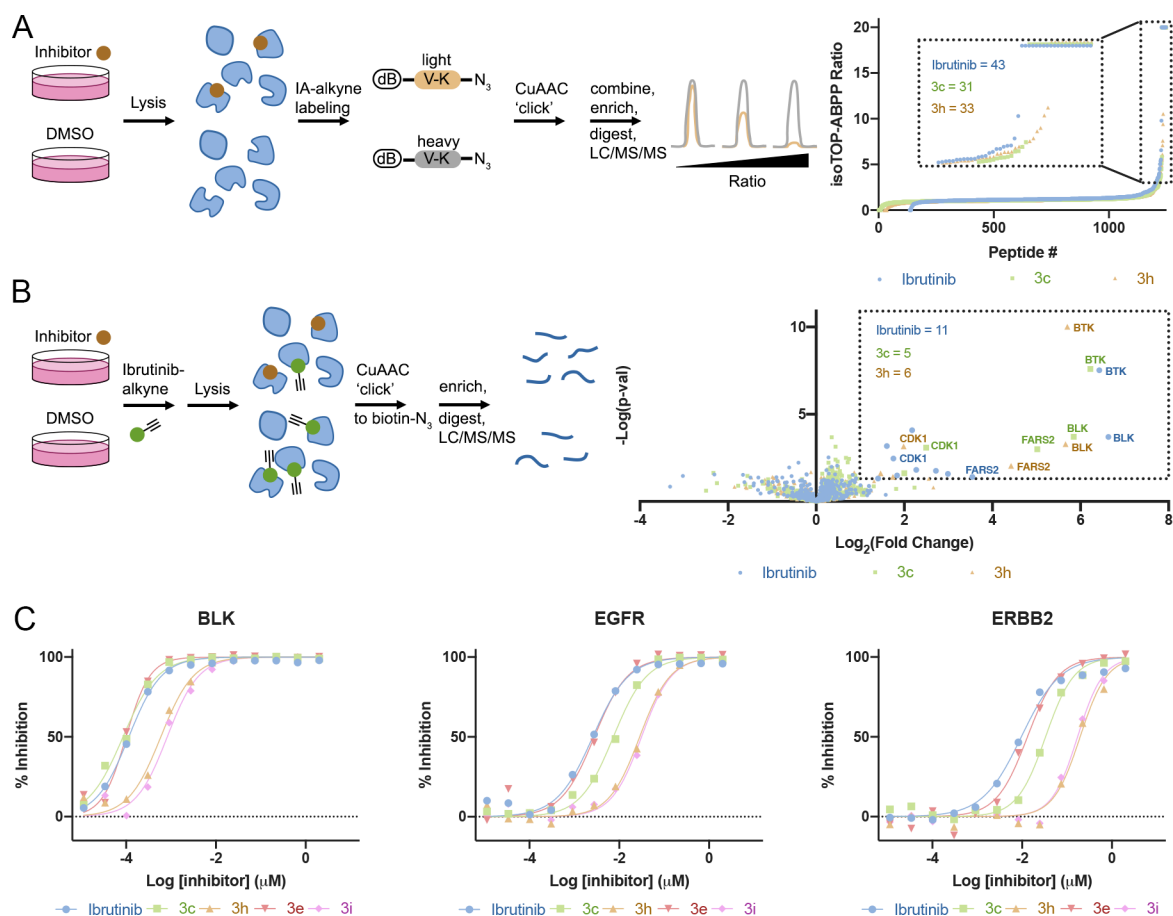 A
Inhibitor
DMSO
Lysis
IA-alkyne
labeling
light
dB V-K N3
heavy
dB V-K N3
CuAAC
‘click’
combine,
enrich,
digest,
LC/MS/MS
Ratio
isoTOP-ABPP Ratio
20
15
10
5
0
Ibrutinib = 43
3c = 31
3h = 33
0 500 1000
Peptide #
Ibrutinib 3c 3h
B
Inhibitor
DMSO
Ibrutinib-
alkyne
Lysis
CuAAC
‘click’
to biotin-N3
enrich,
digest,
LC/MS/MS
-Log(p-val)
10
5
Ibrutinib = 11
3c = 5
3h = 6
BTK
BTK
BTK
CDK1
CDK1
CDK1
FARS2
BLK
BLK
BLK
FARS2
FARS2
-4 -2 0 2 4 6 8
Log2(Fold Change)
Ibrutinib 3c 3h
C
BLK
% Inhibition
100
50
0
-4 -2 0
Log [inhibitor] (μM)
Ibrutinib 3c 3h 3e 3i
EGFR
% Inhibition
100
50
0
-4 -2 0
Log [inhibitor] (μM)
Ibrutinib 3c 3h 3e 3i
ERBB2
% Inhibition
100
50
0
-4 -2 0
Log [inhibitor] (μM)
Ibrutinib 3c 3h 3e 3i